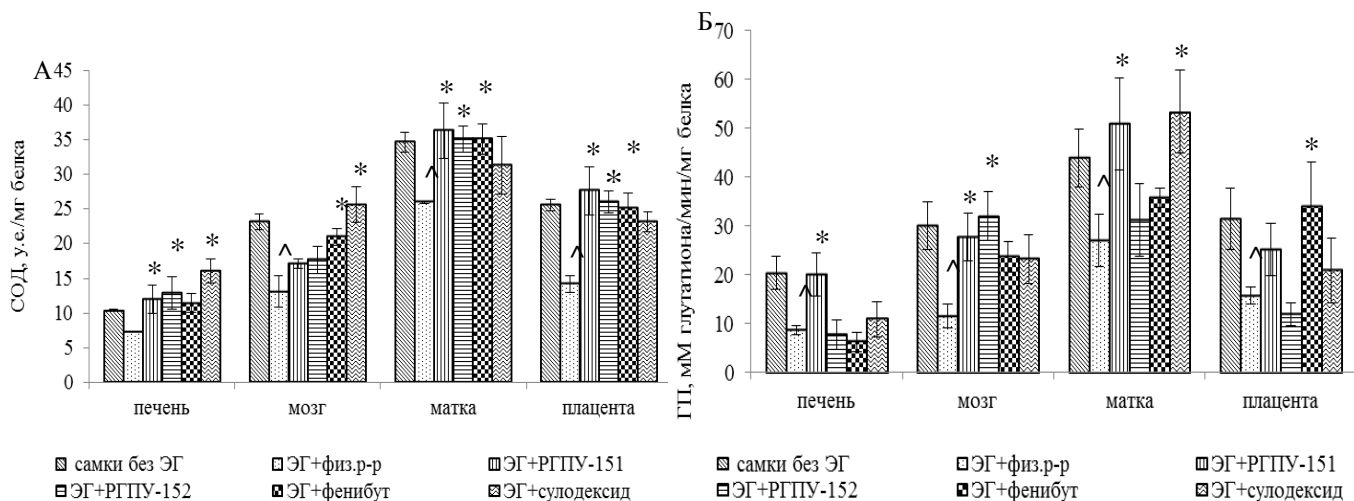 А
СОД, у.е./мг белка
45
40
35
30
25
20
15
10
5
0
* * * ^ * * ^ * * * ^ * * *
печень мозг матка плацента
самки без ЭГ ЭГ+физ.р-р ЭГ+РГПУ-151
ЭГ+РГПУ-152 ЭГ+фенибут ЭГ+сулодексид
Б
ГП, мМ глутатиона/мин/мг белка
70
60
50
40
30
20
10
0
^ * ^ * * ^ * * ^ *
печень мозг матка плацента
самки без ЭГ ЭГ+физ.р-р ЭГ+РГПУ-151
ЭГ+РГПУ-152 ЭГ+фенибут ЭГ+сулодексид